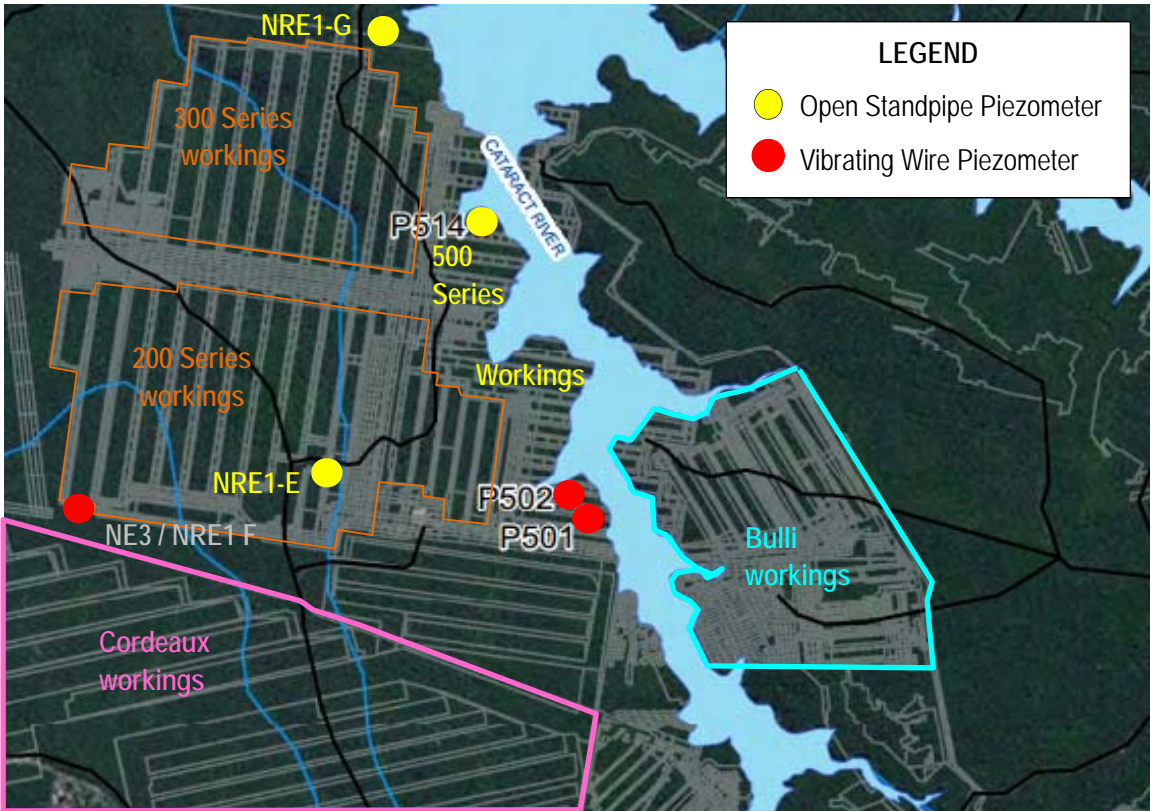 NRE1-G
LEGEND
Open Standpipe Piezometer
Vibrating Wire Piezometer
300 Series
workings
CATARACT RIVER
P514
500
Series
200 Series
workings
Workings
NRE1-E
P502
P501
NE3 / NRE1 F
Bulli
workings
Cordeaux
workings